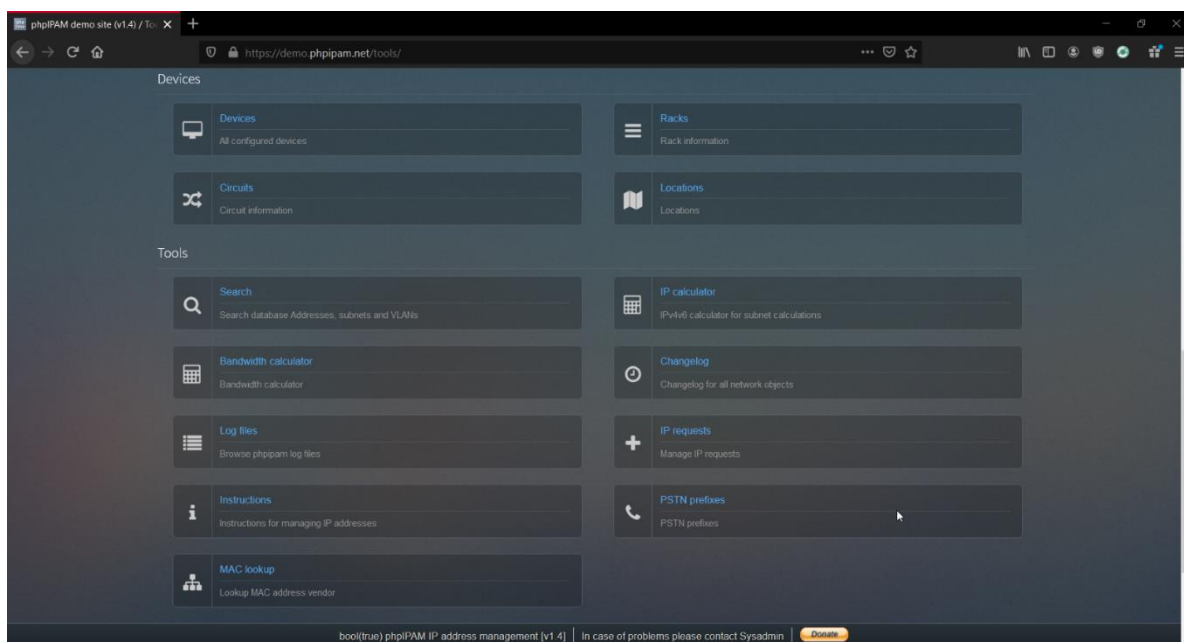 phpIPAM demo site (v1.4) / Too
https://demo.phpipam.net/tools/
Devices
Devices
All configured devices
Racks
Rack information
Circuits
Circuit information
Locations
Locations
Tools
Search
Search database Addresses, subnets and VLANs
IP calculator
IPv4v6 calculator for subnet calculations
Bandwidth calculator
Bandwidth calculator
Changelog
Changelog for all network objects
Log files
Browse phpipam log files
IP requests
Manage IP requests
Instructions
Instructions for managing IP addresses
PSTN prefixes
PSTN prefixes
MAC lookup
Lookup MAC address vendor
bool(true) phpIPAM IP address management [v1.4] | In case of problems please contact Sysadmin | Donate